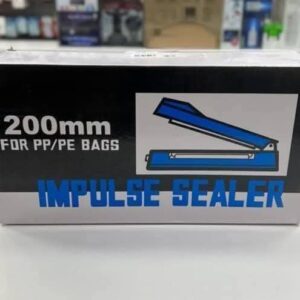 200mm
FOR PP/PE BAGS
IMPULSE SEALER